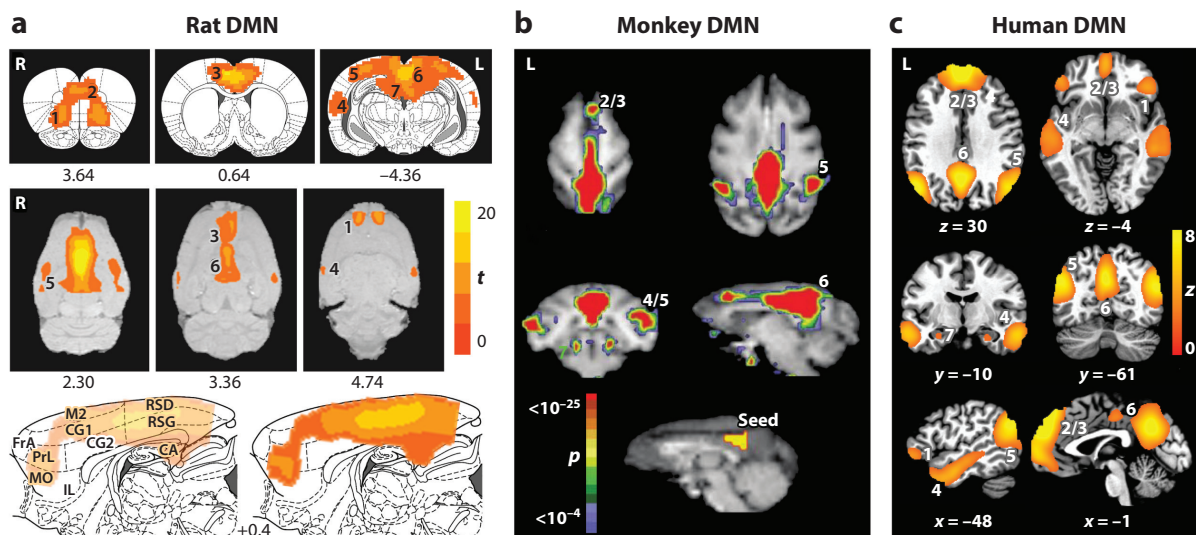 a Rat DMN
R
1
2
3
L
5
6
7
4
3.64 0.64 −4.36
R
5
3
6
1
4
20
t
0
2.30 3.36 4.74
M2
CG1
RSD
RSG
FrA
PrL
CG2
CA
MO
IL
+0.4
b Monkey DMN
L
2/3
5
4/5
6
7
<10−25
p
<10−4
Seed
c Human DMN
L
2/3
6
5
2/3
1
4
z = 30 z = −4
7
4
5
6
y = −10 y = −61
8
z
0
1
4
5
2/3
6
x = −48 x = −1